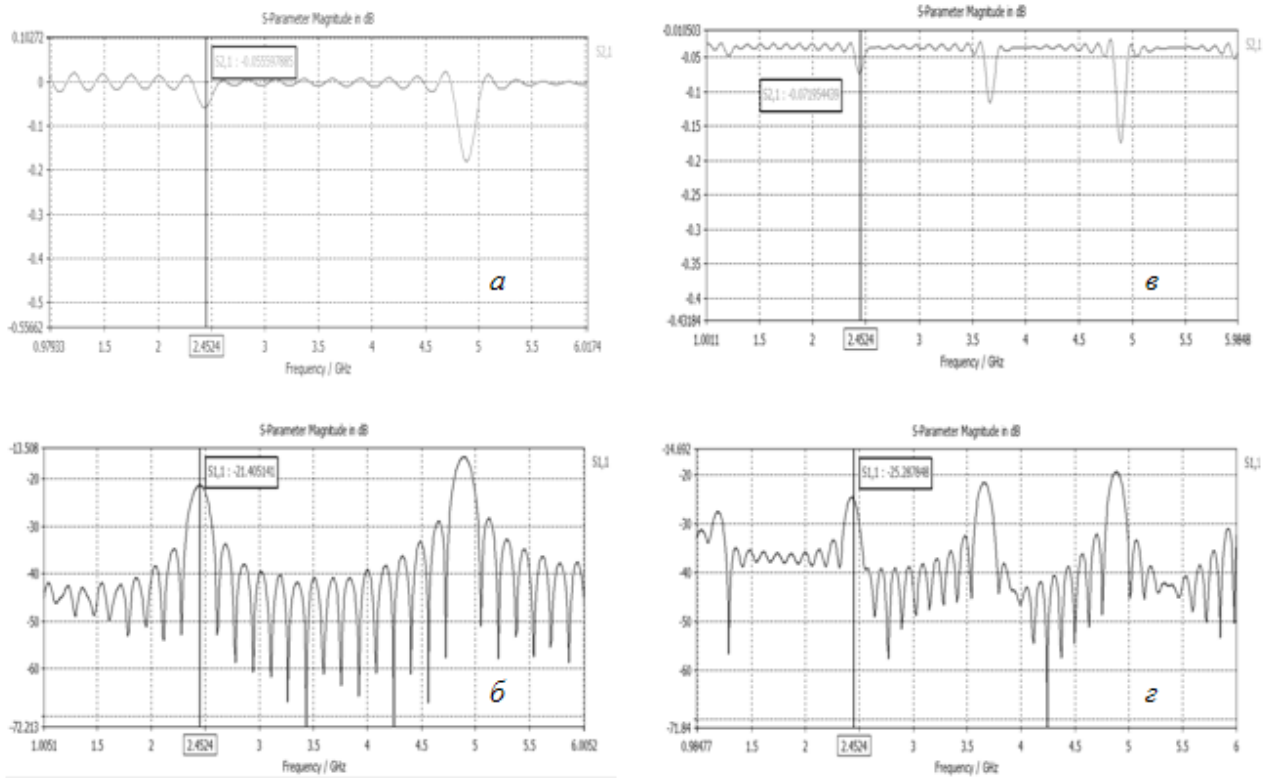 S-Parameter Magnitude in dB
0.10272
0
-0.1
-0.2
-0.3
-0.4
-0.5
-0.55662
S2,1 : -0.055597885
S2,1
а
0.97933 1.5 2 2.4524 3 3.5 4 4.5 5 5.5 6.0174
Frequency / GHz
S-Parameter Magnitude in dB
-0.010503
-0.05
-0.1
-0.15
-0.2
-0.25
-0.3
-0.35
-0.4
-0.43184
S2,1 : -0.071954439
S2,1
в
1.0011 1.5 2 2.4524 3 3.5 4 4.5 5 5.5 5.9848
Frequency / GHz
S-Parameter Magnitude in dB
-13.508
-20
-30
-40
-50
-60
-72.213
S1,1 : -21.405141
S1,1
б
1.0051 1.5 2 2.4524 3 3.5 4 4.5 5 5.5 6.0052
Frequency / GHz
S-Parameter Magnitude in dB
-14.692
-20
-30
-40
-50
-60
-71.84
S1,1 : -25.287848
S1,1
г
0.98477 1.5 2 2.4524 3 3.5 4 4.5 5 5.5 6
Frequency / GHz